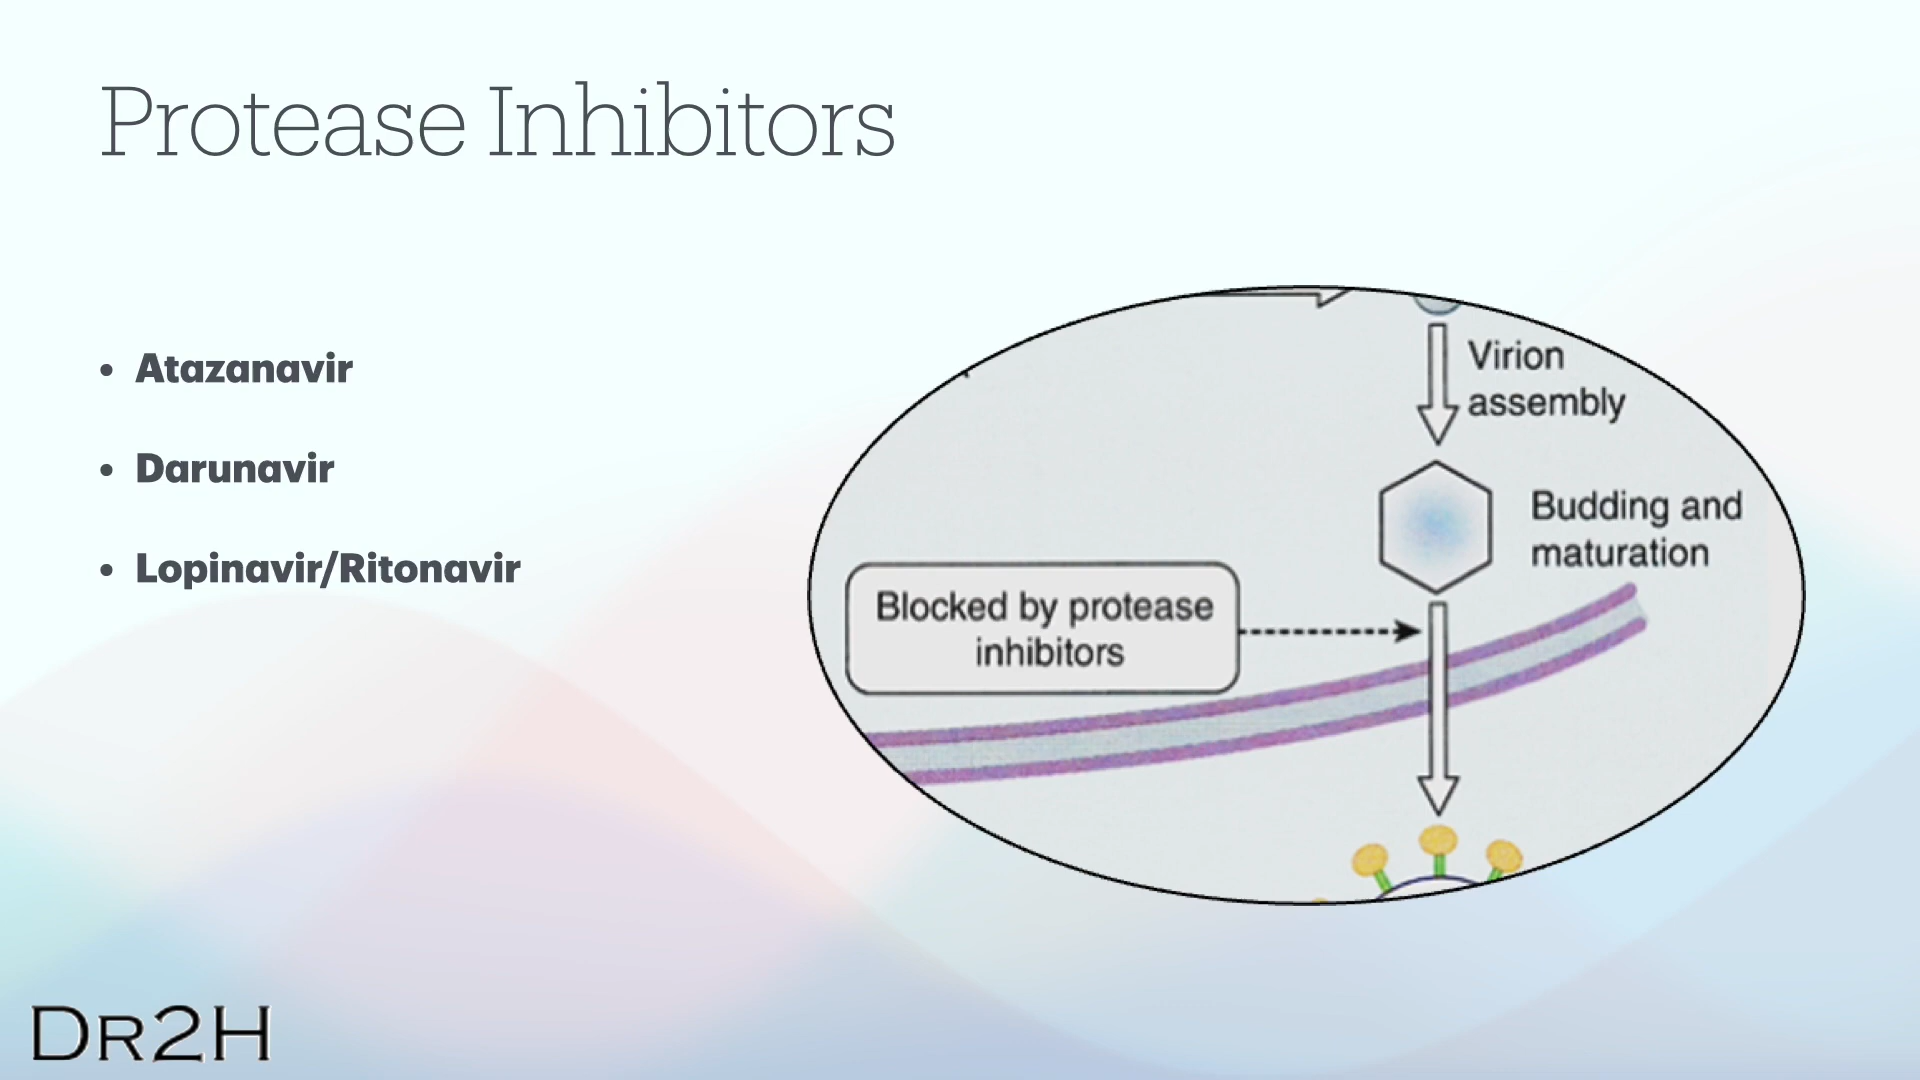 Protease Inhibitors
• Atazanavir
• Darunavir
• Lopinavir/Ritonavir
Virion
assembly
Budding and
maturation
Blocked by protease
inhibitors
DR2H